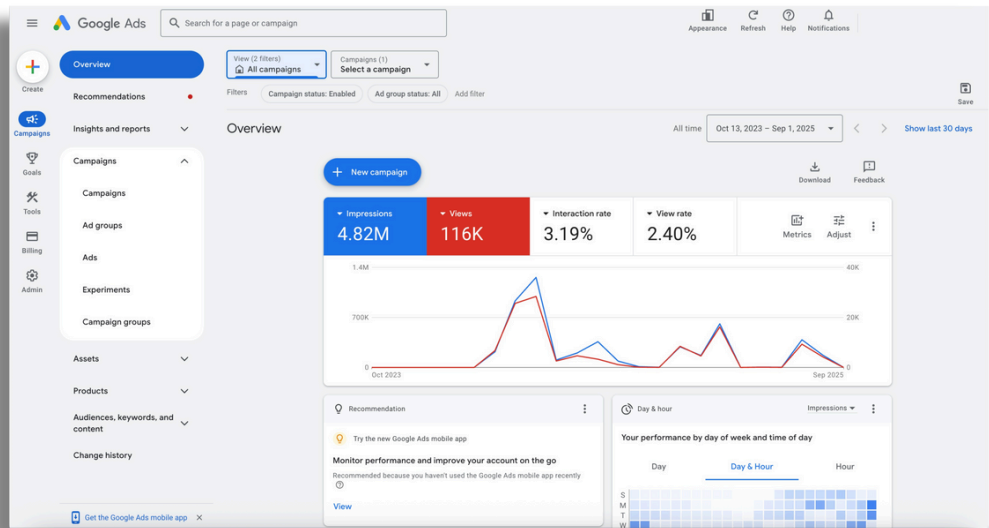 Google Ads
Search for a page or campaign
Appearance
Refresh
Help
Notifications
Create
Campaigns
Goals
Tools
Billing
Admin
Overview
Recommendations
Insights and reports
Campaigns
Campaigns
Ad groups
Ads
Experiments
Campaign groups
Assets
Products
Audiences, keywords, and
content
Change history
Get the Google Ads mobile app
View (2 filters)
All campaigns
Campaigns (1)
Select a campaign
Filters
Campaign status: Enabled
Ad group status: All
Add filter
Save
Overview
All time
Oct 13, 2023 – Sep 1, 2025
Show last 30 days
New campaign
Download
Feedback
Impressions
4.82M
Views
116K
Interaction rate
3.19%
View rate
2.40%
Metrics
Adjust
1.4M
700K
0
40K
20K
0
Oct 2023
Sep 2025
Recommendation
Try the new Google Ads mobile app
Monitor performance and improve your account on the go
Recommended because you haven't used the Google Ads mobile app recently
View
Day & hour
Impressions
Your performance by day of week and time of day
Day
Day & Hour
Hour
S
M
T
W